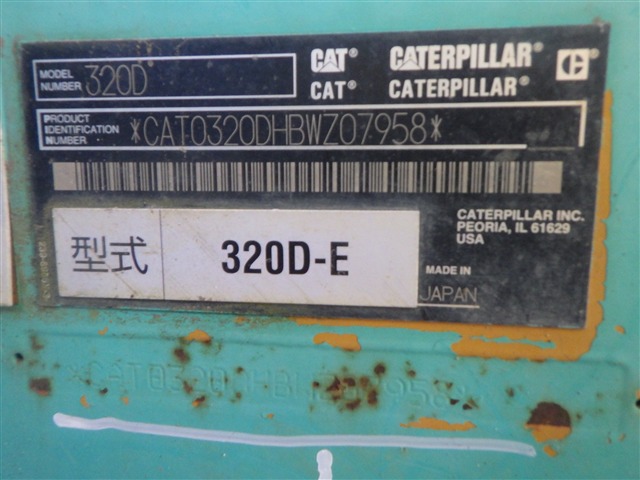 MODEL NUMBER 320D
CAT® CATERPILLAR®
CAT® CATERPILLAR®
C
PRODUCT IDENTIFICATION NUMBER *CAT0320DHBWZ07958*
型式 320D-E
CATERPILLAR INC.
PEORIA, IL 61629
USA
MADE IN
JAPAN
*CAT0320DHBWZ07958*